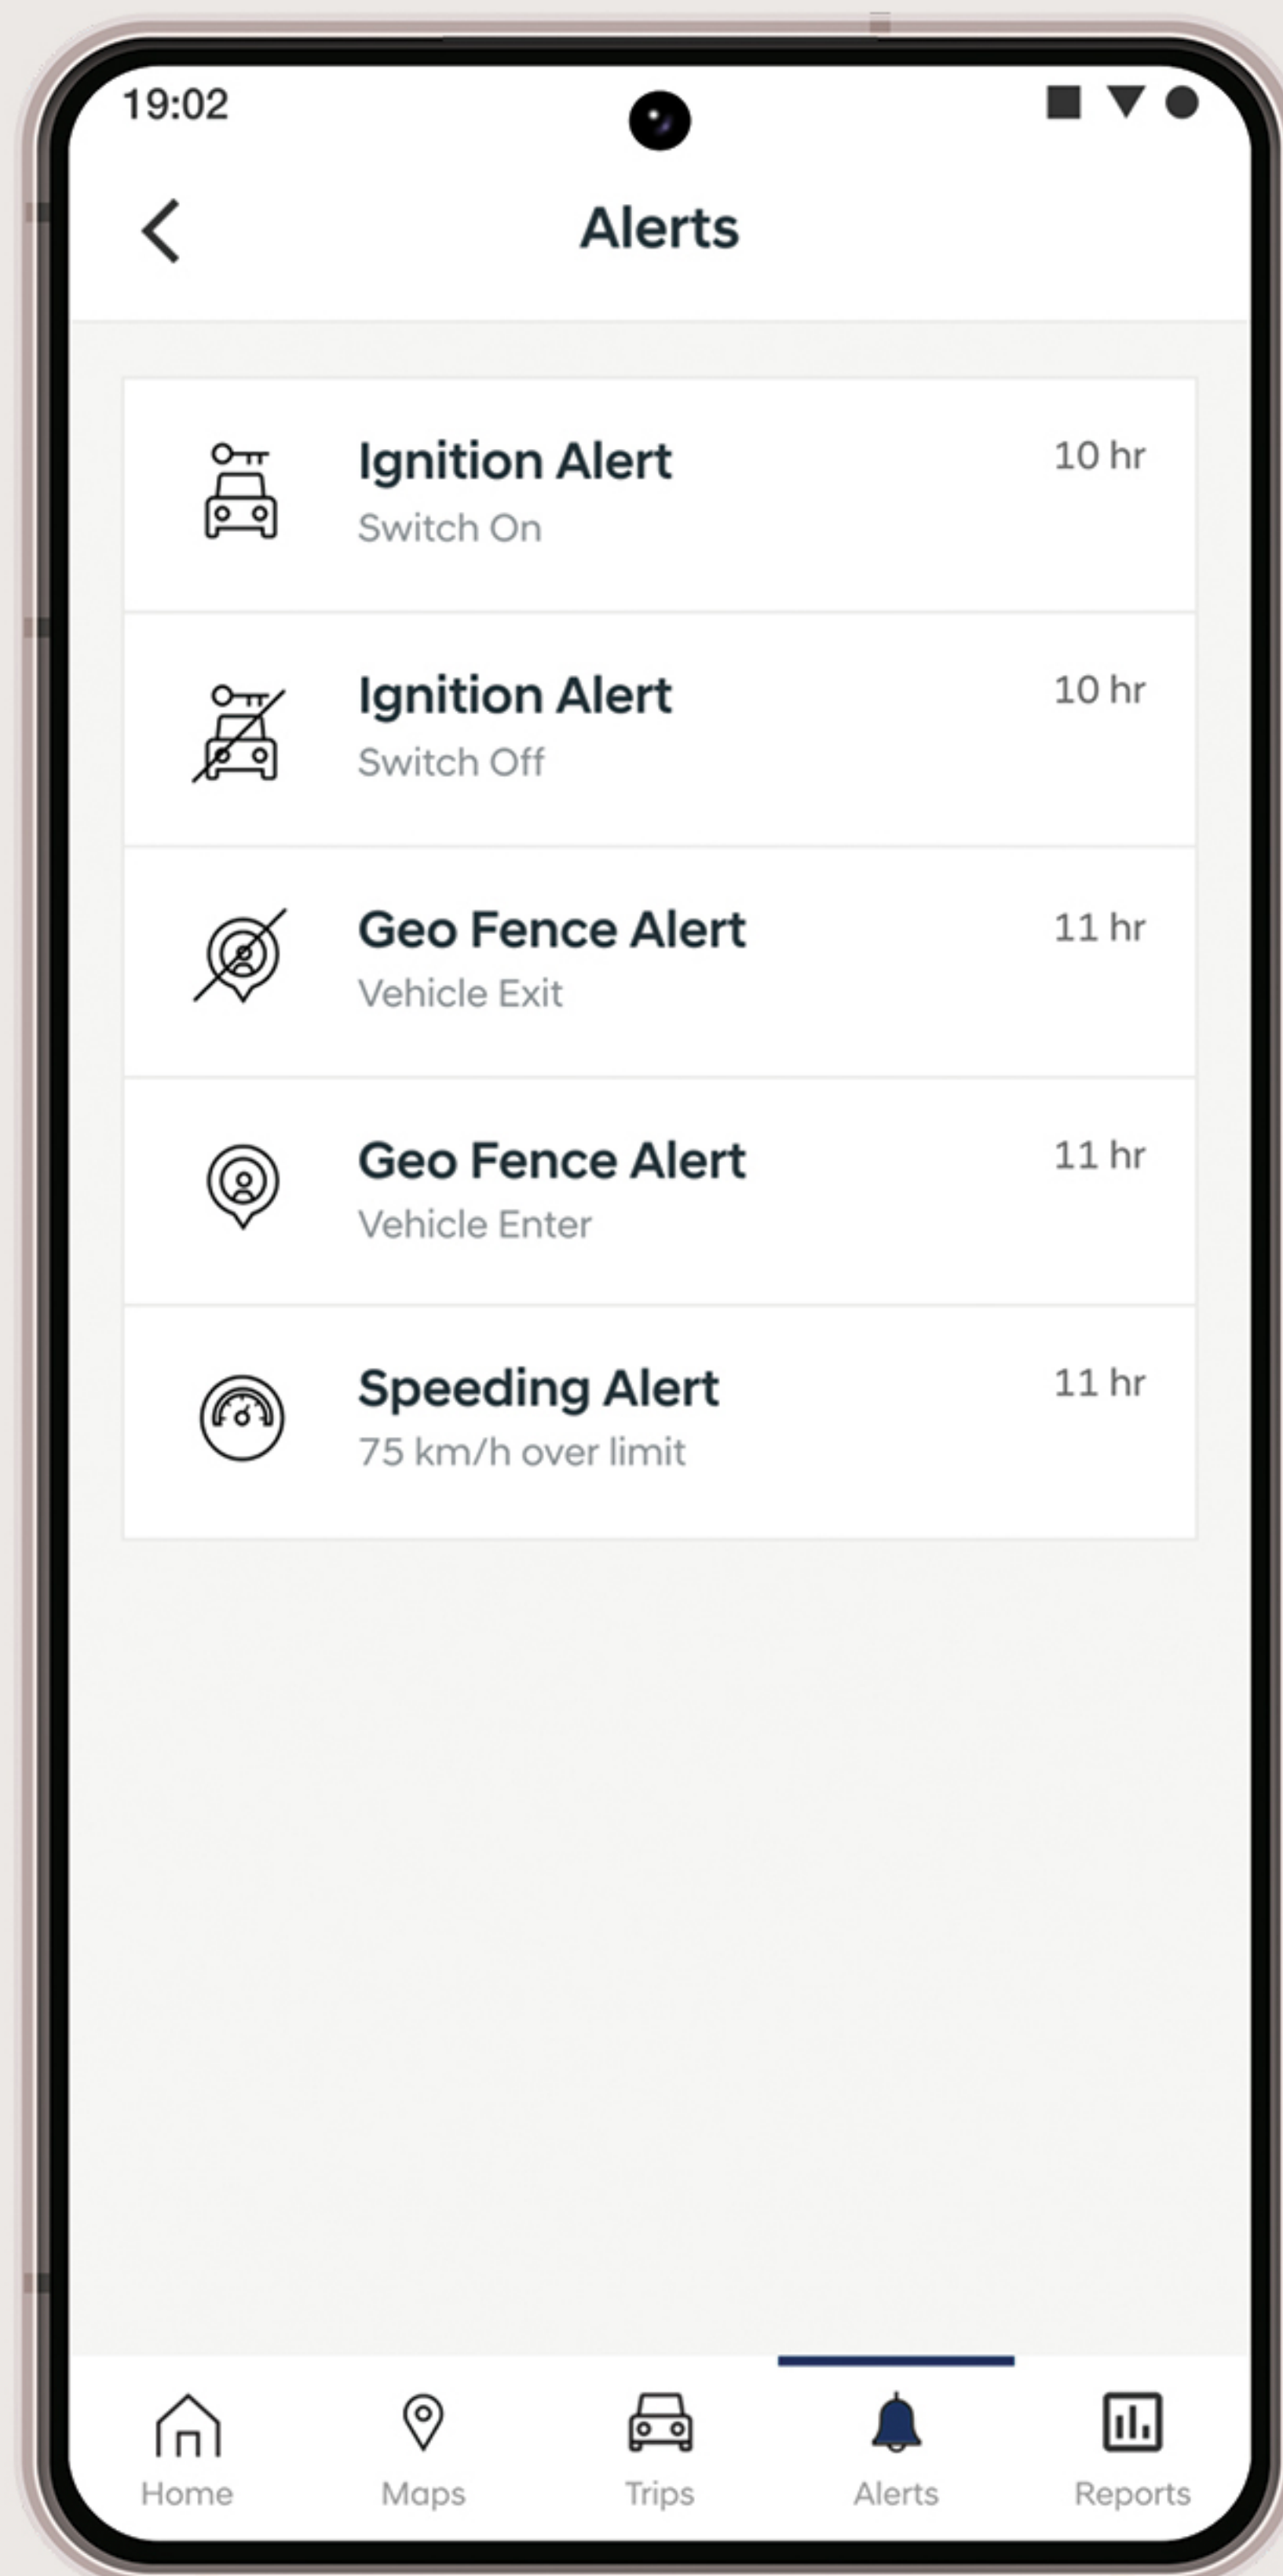 19:02
Alerts
Ignition Alert
10 hr
Switch On
Ignition Alert
10 hr
Switch Off
Geo Fence Alert
11 hr
Vehicle Exit
Geo Fence Alert
11 hr
Vehicle Enter
Speeding Alert
11 hr
75 km/h over limit
Home
Maps
Trips
Alerts
Reports